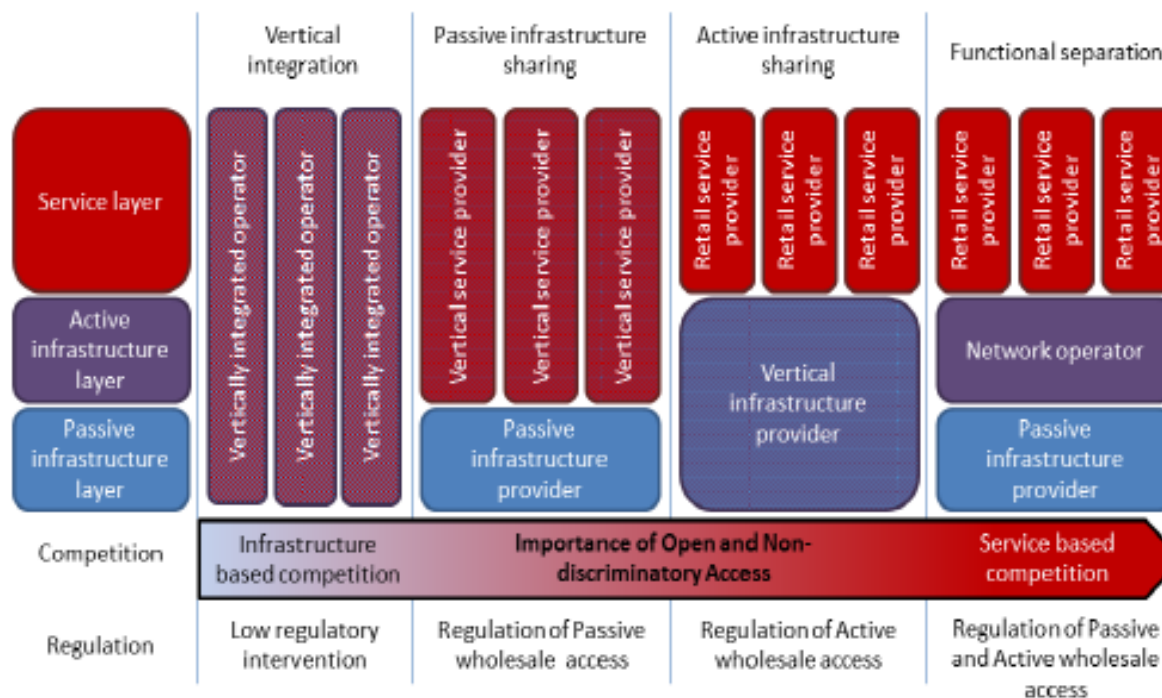 Vertical
integration
Passive infrastructure
sharing
Active infrastructure
sharing
Functional separation
Service layer
Active
infrastructure
layer
Passive
infrastructure
layer
Vertically integrated operator
Vertically integrated operator
Vertically integrated operator
Vertical service provider
Vertical service provider
Vertical service provider
Passive
infrastructure
provider
Retail service
provider
Retail service
provider
Retail service
provider
Vertical
infrastructure
provider
Retail service
provider
Retail service
provider
Retail service
provider
Network operator
Passive
infrastructure
provider
Competition
Infrastructure
based competition
Importance of Open and Non-
discriminatory Access
Service based
competition
Regulation
Low regulatory
intervention
Regulation of Passive
wholesale access
Regulation of Active
wholesale access
Regulation of Passive
and Active wholesale
access